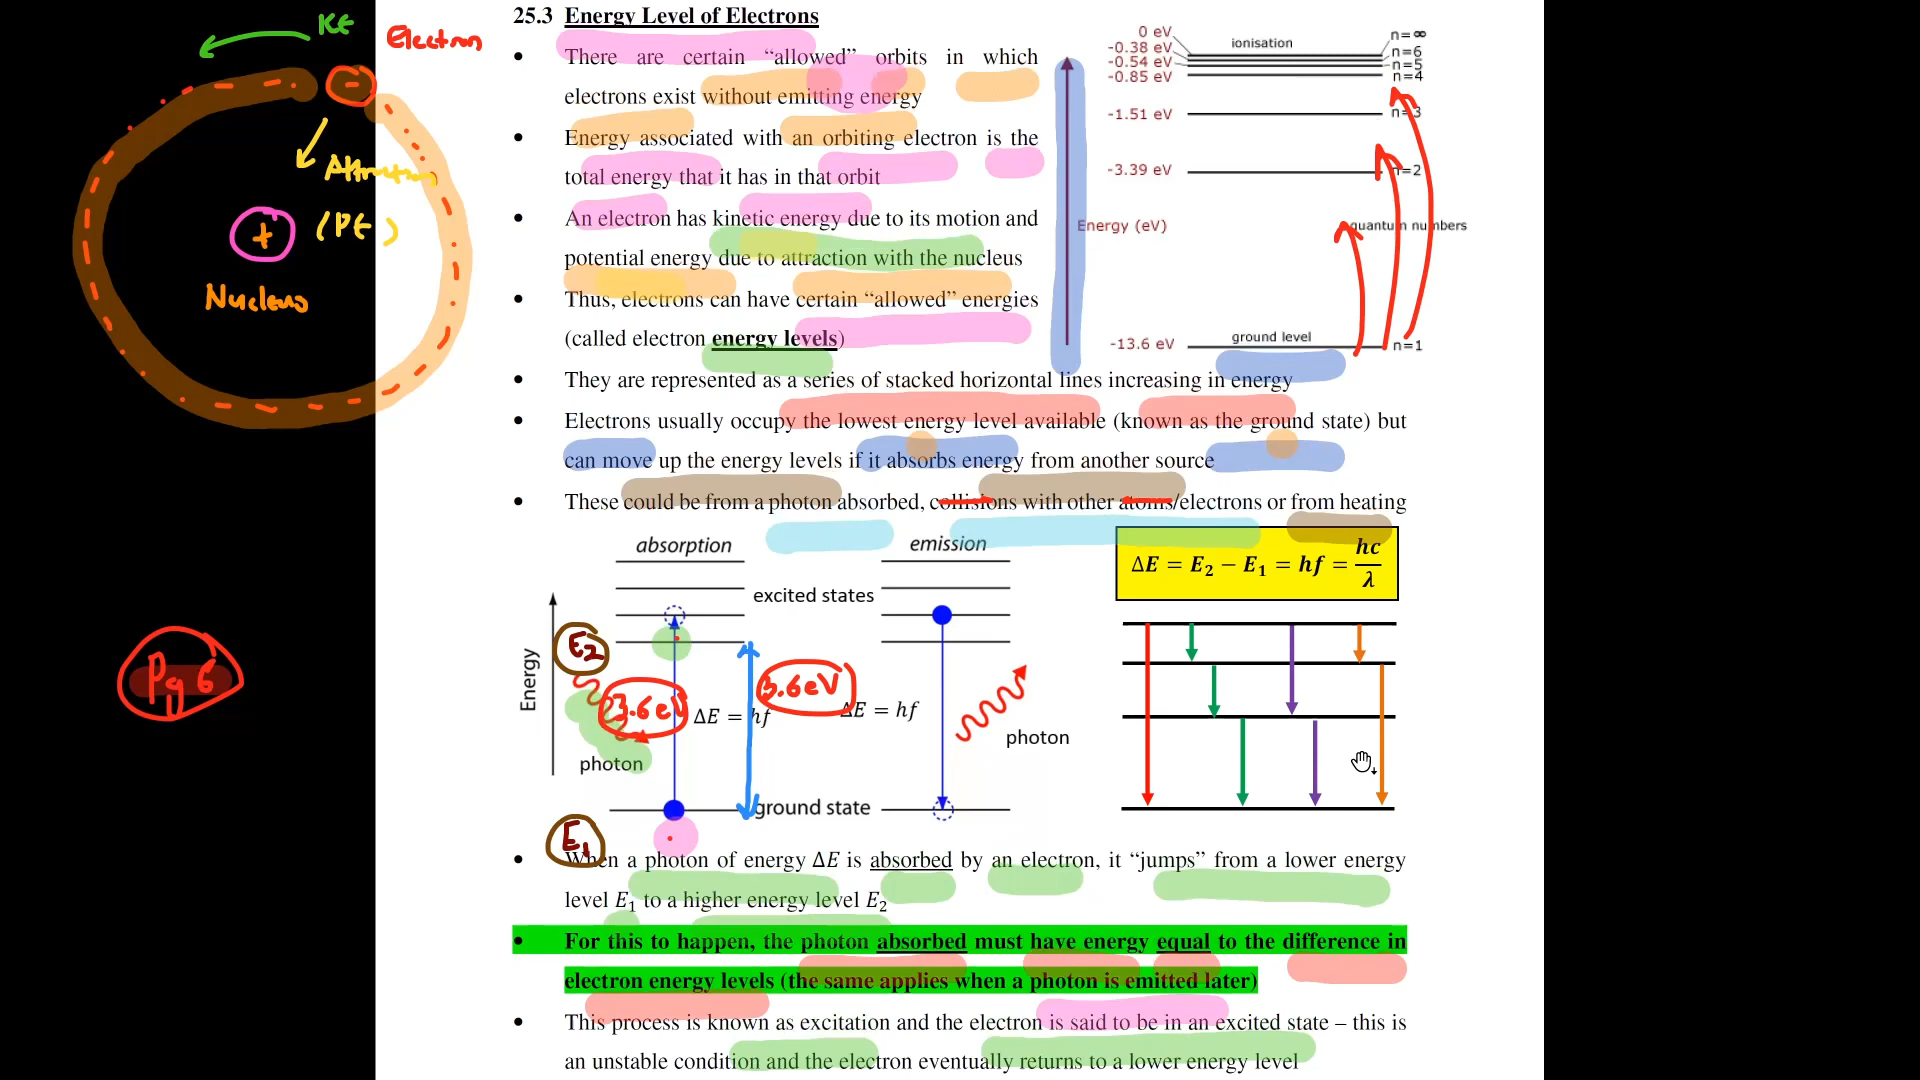 KE
Electron
Attraction
(PE)
+
Nucleus
Pg 6
25.3 Energy Level of Electrons
• There are certain “allowed” orbits in which
electrons exist without emitting energy
• Energy associated with an orbiting electron is the
total energy that it has in that orbit
• An electron has kinetic energy due to its motion and
potential energy due to attraction with the nucleus
• Thus, electrons can have certain “allowed” energies
(called electron energy levels)
0 eV
-0.38 eV
-0.54 eV
-0.85 eV
-1.51 eV
-3.39 eV
Energy (eV)
-13.6 eV
ionisation
ground level
n=∞
n=6
n=5
n=4
n=3
n=2
quantum numbers
n=1
• They are represented as a series of stacked horizontal lines increasing in energy
• Electrons usually occupy the lowest energy level available (known as the ground state) but
can move up the energy levels if it absorbs energy from another source
• These could be from a photon absorbed, collisions with other atoms/electrons or from heating
absorption
emission
excited states
Energy
E2
3.6 eV
3.6 eV
ΔE = hf
ΔE = hf
photon
photon
ground state
E1
ΔE = E₂ − E₁ = hf = hc/λ
• When a photon of energy ΔE is absorbed by an electron, it “jumps” from a lower energy
level E₁ to a higher energy level E₂
• For this to happen, the photon absorbed must have energy equal to the difference in
electron energy levels (the same applies when a photon is emitted later)
• This process is known as excitation and the electron is said to be in an excited state – this is
an unstable condition and the electron eventually returns to a lower energy level